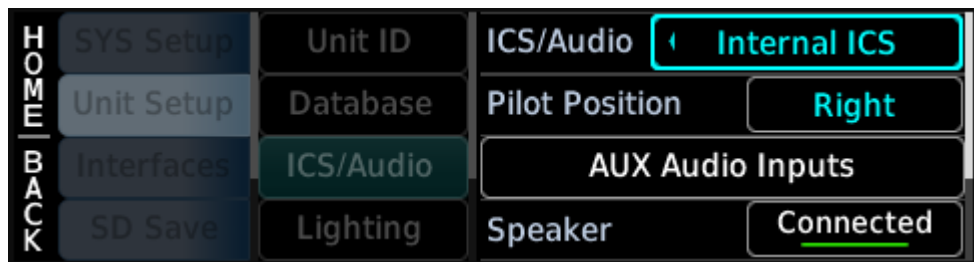 HOME
BACK
SYS Setup
Unit Setup
Interfaces
SD Save
Unit ID
Database
ICS/Audio
Lighting
ICS/Audio Internal ICS
Pilot Position Right
AUX Audio Inputs
Speaker Connected